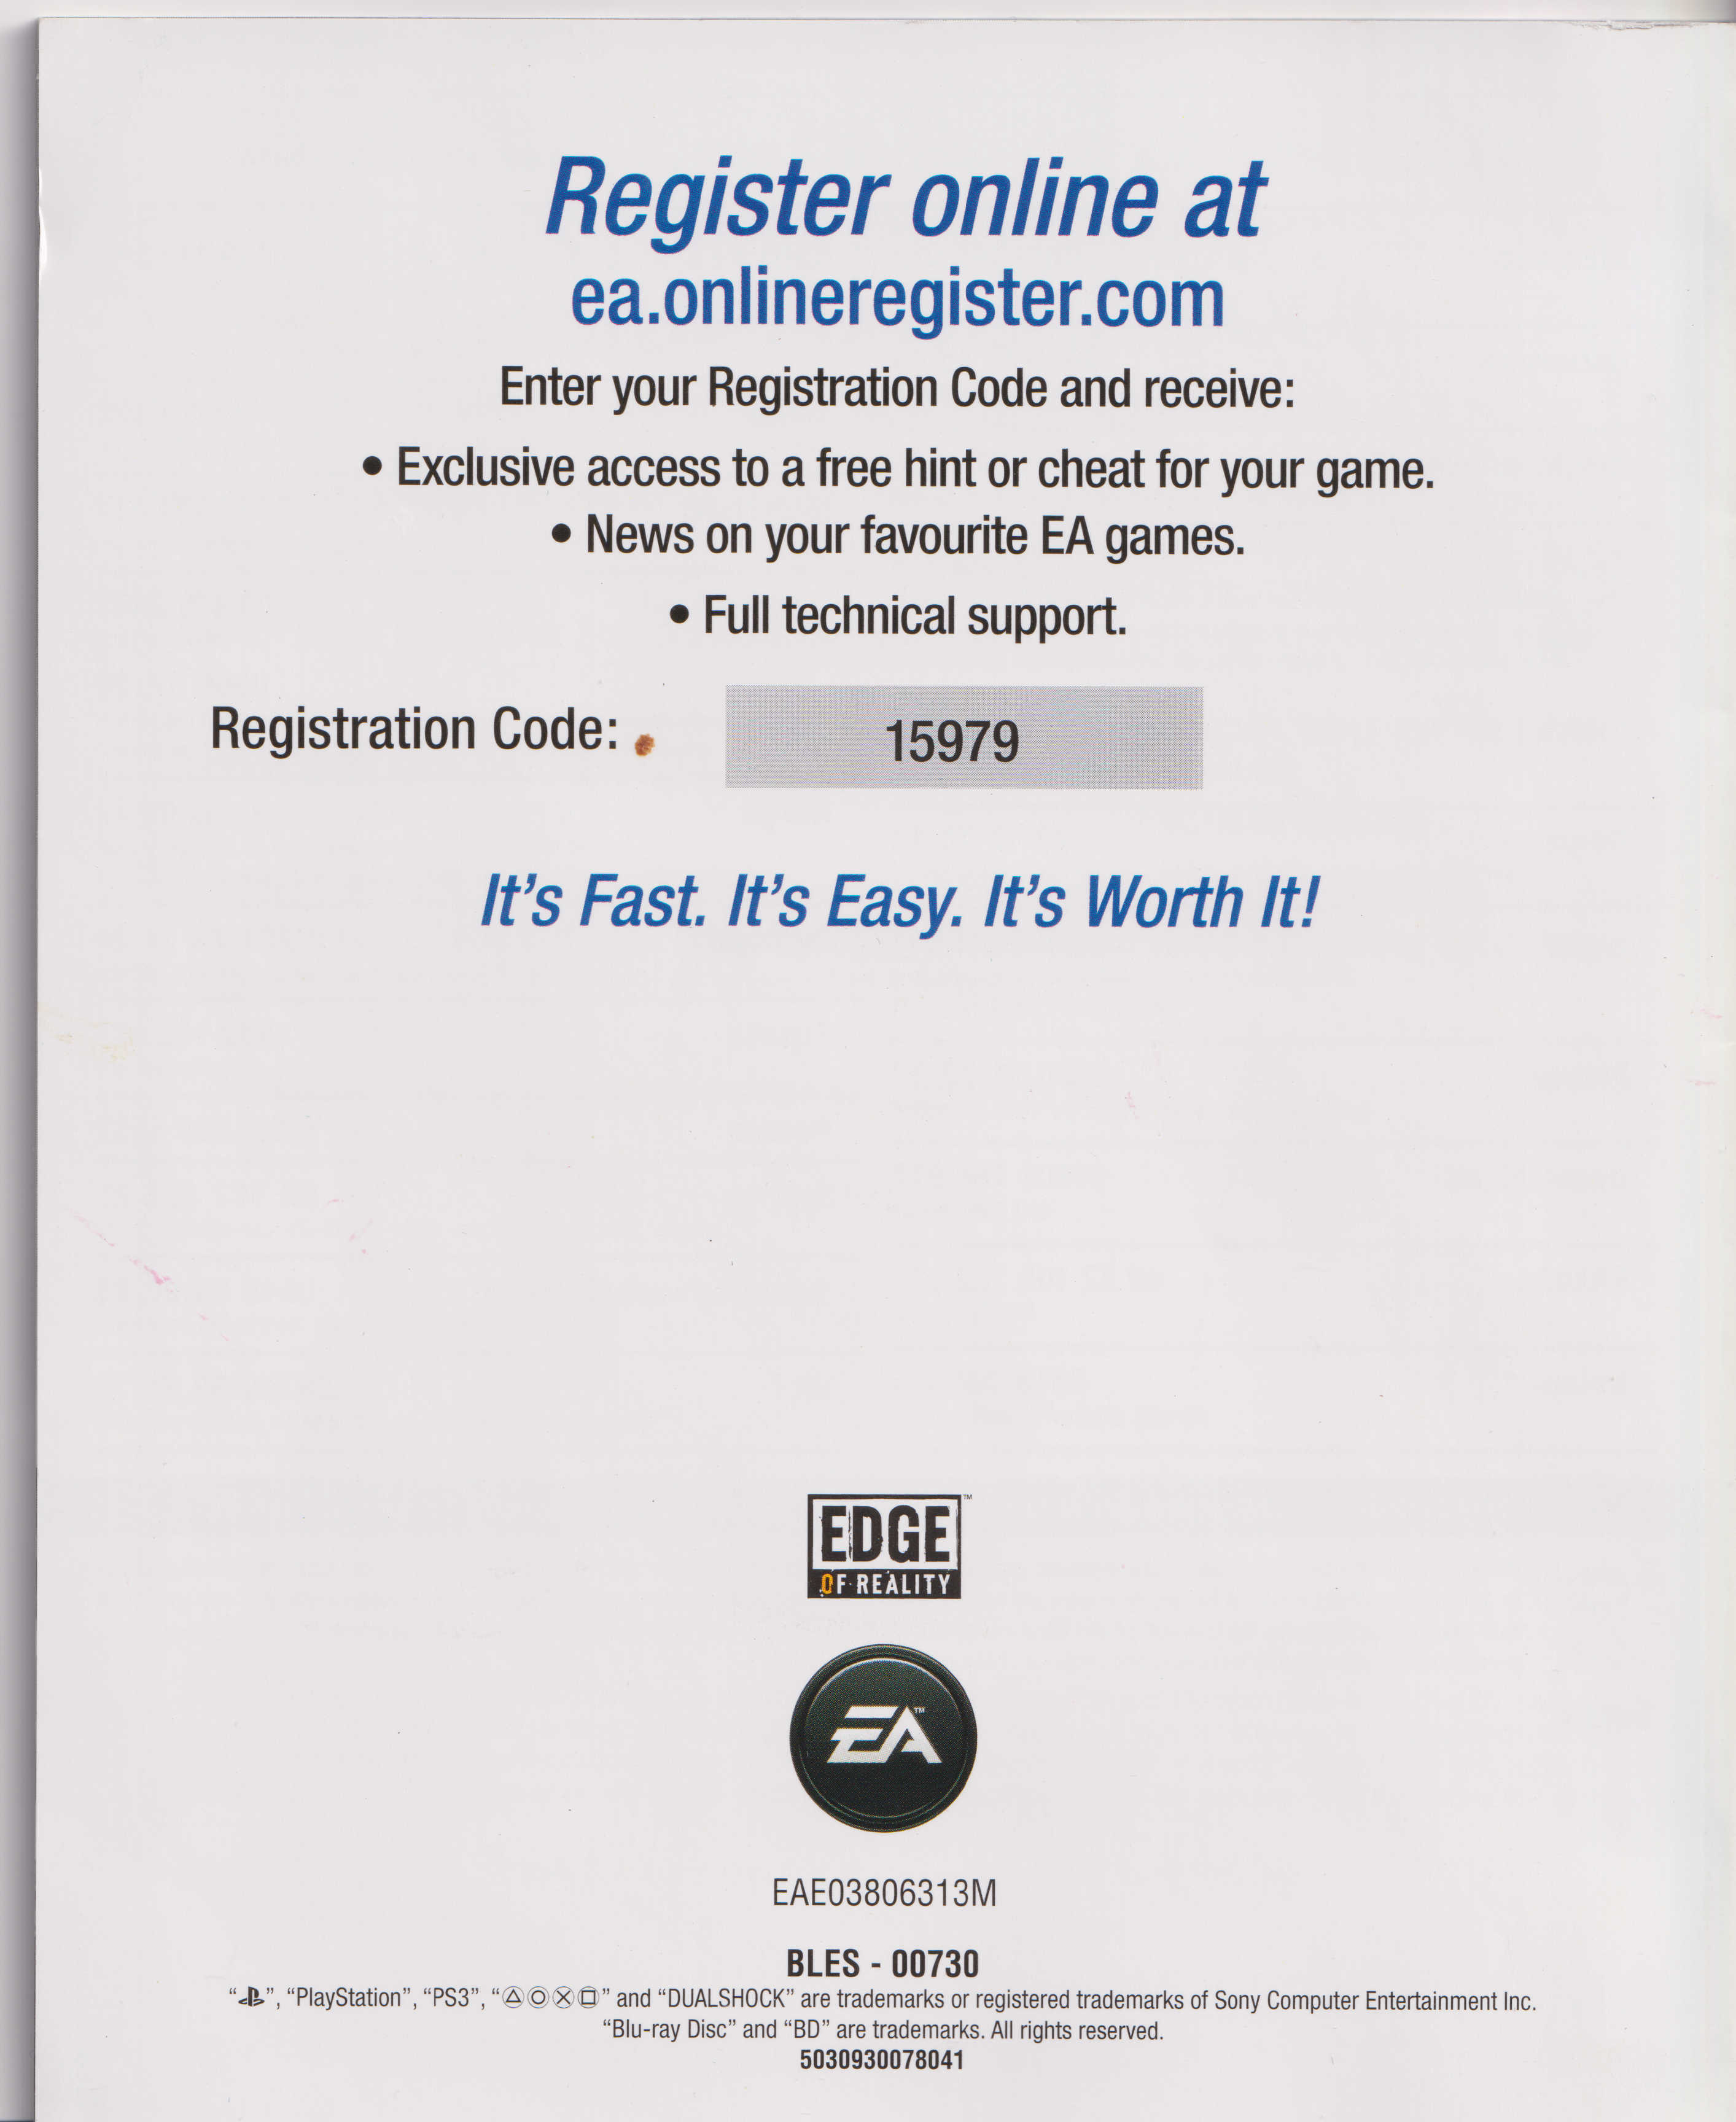 Register online at
ea.onlineregister.com
Enter your Registration Code and receive:
• Exclusive access to a free hint or cheat for your game.
• News on your favourite EA games.
• Full technical support.
Registration Code:
15979
It's Fast. It's Easy. It's Worth It!
EDGE™
OF REALITY
EA™
EAE03806313M
BLES - 00730
“”, “PlayStation”, “PS3”, “△○✕□” and “DUALSHOCK” are trademarks or registered trademarks of Sony Computer Entertainment Inc.
“Blu-ray Disc” and “BD” are trademarks. All rights reserved.
5030930078041